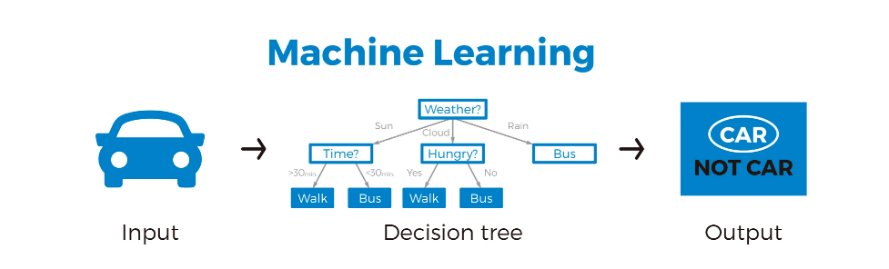 Machine Learning
Weather?
Sun
Cloud
Rain
Time?
Hungry?
Bus
>30min.
<30min.
Yes
No
Walk
Bus
Walk
Bus
CAR
NOT CAR
Input
Decision tree
Output